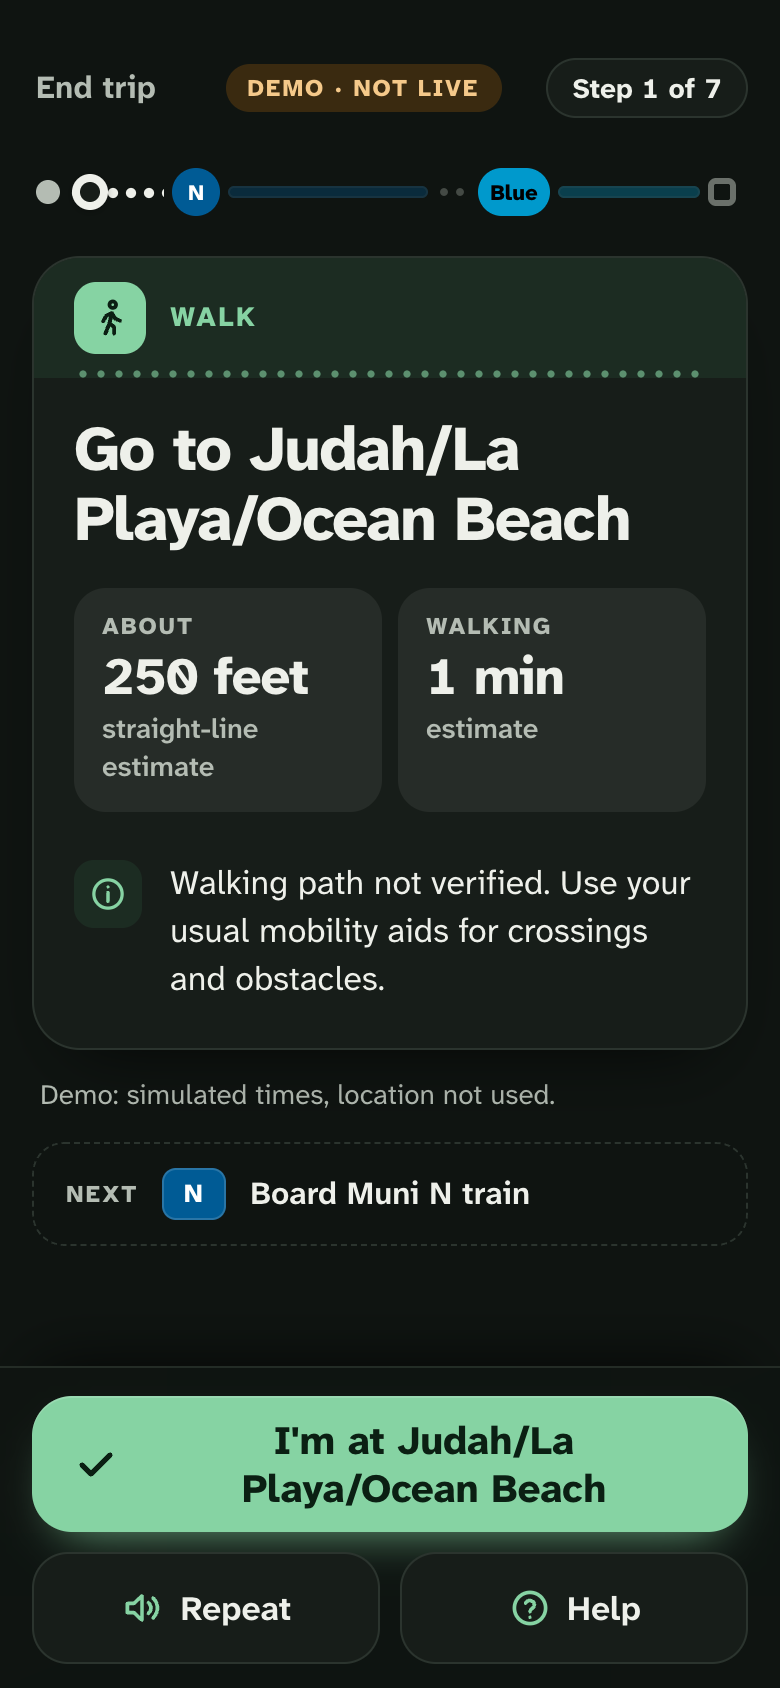 End trip
DEMO · NOT LIVE
Step 1 of 7
N
Blue
WALK
Go to Judah/La
Playa/Ocean Beach
ABOUT
250 feet
straight-line
estimate
WALKING
1 min
estimate
Walking path not verified. Use your
usual mobility aids for crossings
and obstacles.
Demo: simulated times, location not used.
NEXT N Board Muni N train
I'm at Judah/La
Playa/Ocean Beach
Repeat
Help